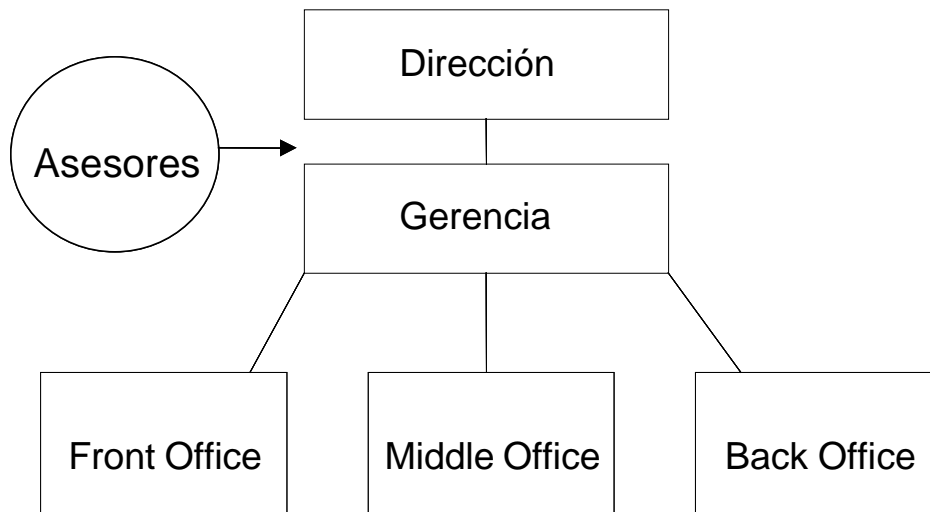 Dirección
Asesores
Gerencia
Front Office
Middle Office
Back Office